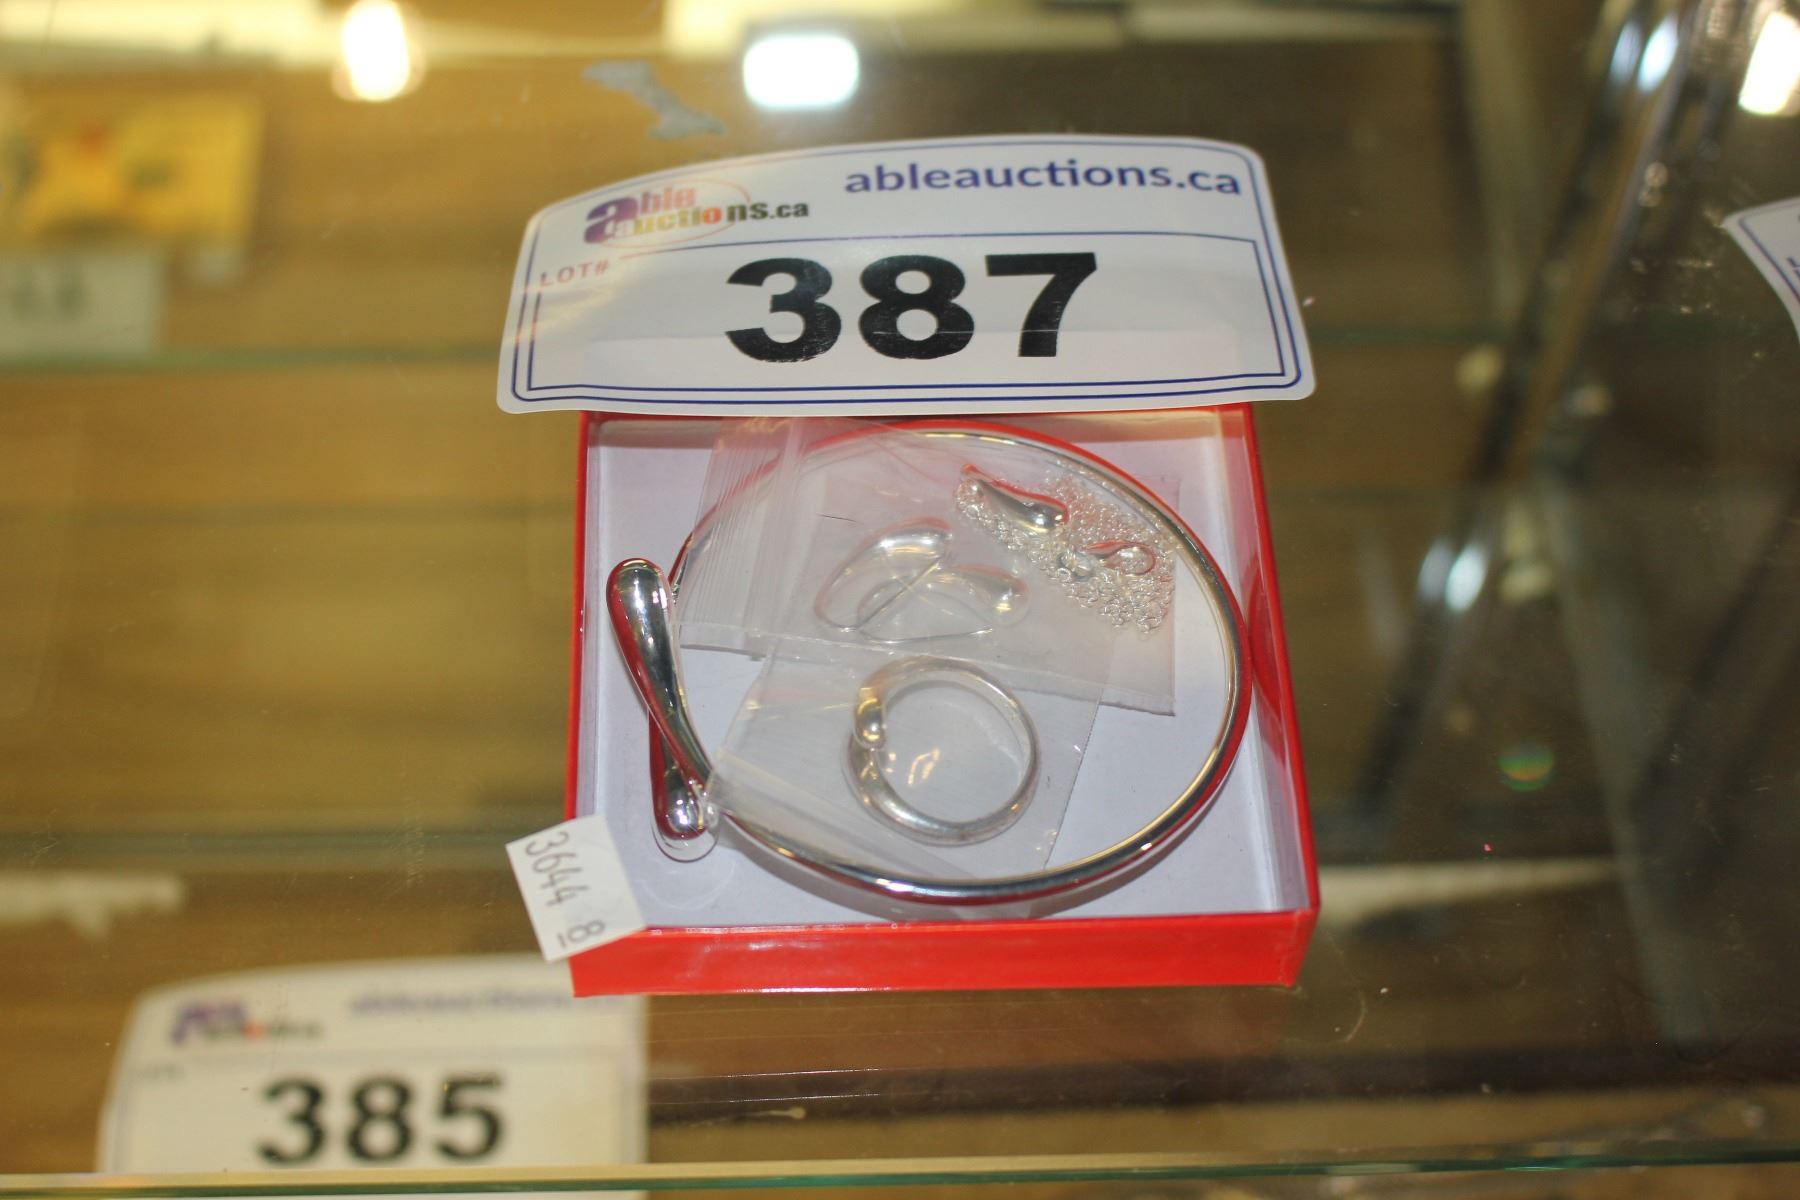 ableauctions.ca
able
auctions.ca
LOT#
387
3644
8
385